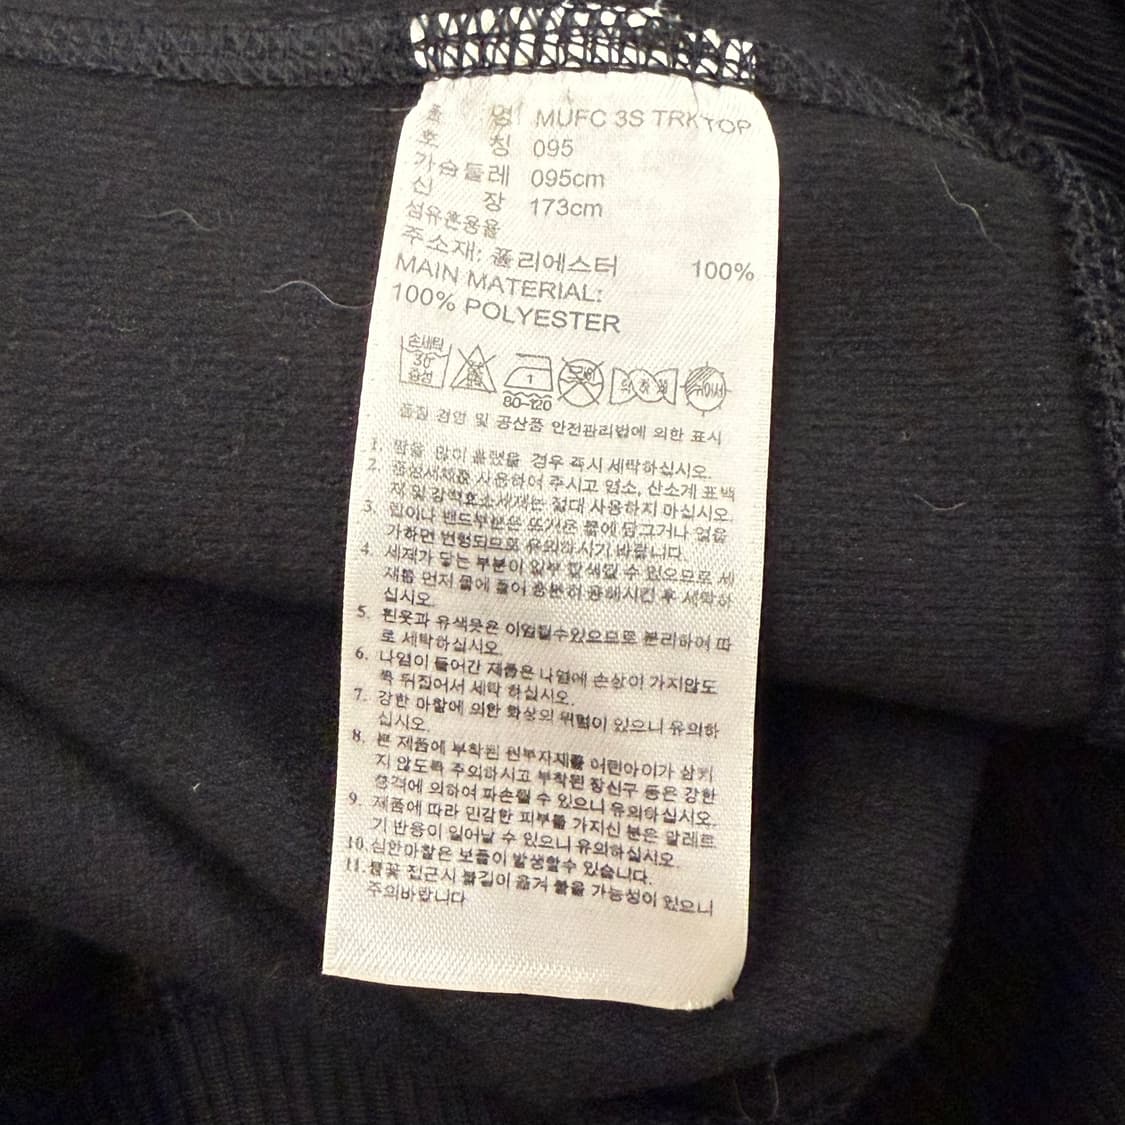 품 명 MUFC 3S TRK TOP
호 칭 095
가슴둘레 095cm
신 장 173cm
섬유혼용율
주소재: 폴리에스터 100%
MAIN MATERIAL:
100% POLYESTER
손세탁 30 중성
1
80~120
품질 경영 및 공산품 안전관리법에 의한 표시
1. 땀을 많이 흘렸을 경우 즉시 세탁하십시오.
2. 중성세제를 사용하여 주시고 염소, 산소계 표백
제 및 강력효소세제는 절대 사용하지 마십시오.
3. 립이나 밴드부분은 뜨거운 물에 담그거나 열을
가하면 변형되므로 유의하시기 바랍니다.
4. 세제가 닿는 부분이 일부 탈색될 수 있으므로 세
제를 먼저 물에 풀어 충분히 용해시킨 후 세탁하
십시오.
5. 흰옷과 유색옷은 이염될수있으므로 분리하여 따
로 세탁하십시오.
6. 나염이 들어간 제품은 나염에 손상이 가지않도
록 뒤집어서 세탁 하십시오.
7. 강한 마찰에 의한 화상의 위험이 있으니 유의하
십시오.
8. 본 제품에 부착된 원부자재를 어린아이가 삼키
지 않도록 주의하시고 부착된 장신구 등은 강한
충격에 의하여 파손될 수 있으니 유의하십시오.
9. 제품에 따라 민감한 피부를 가지신 분은 알레르
기 반응이 일어날 수 있으니 유의하십시오.
10. 심한마찰은 보풀이 발생할수 있습니다.
11. 불꽃 접근시 불길이 옮겨 붙을 가능성이 있으니
주의바랍니다